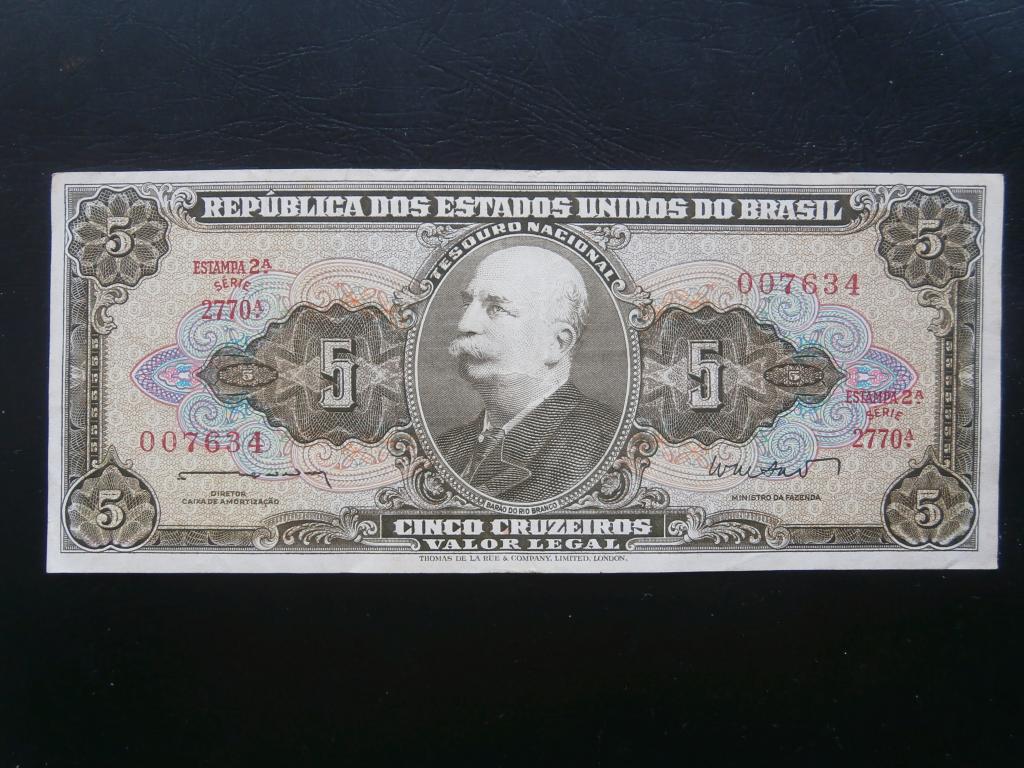 REPÚBLICA DOS ESTADOS UNIDOS DO BRASIL
TESOURO NACIONAL
5
5
ESTAMPA 2ª
SÉRIE
2770ª
007634
5
5
5
5
ESTAMPA 2ª
SÉRIE
2770ª
007634
DIRETOR
CAIXA DE AMORTIZAÇÃO
MINISTRO DA FAZENDA
5
5
BARÃO DO RIO BRANCO
CINCO CRUZEIROS
VALOR LEGAL
THOMAS DE LA RUE & COMPANY, LIMITED, LONDON.